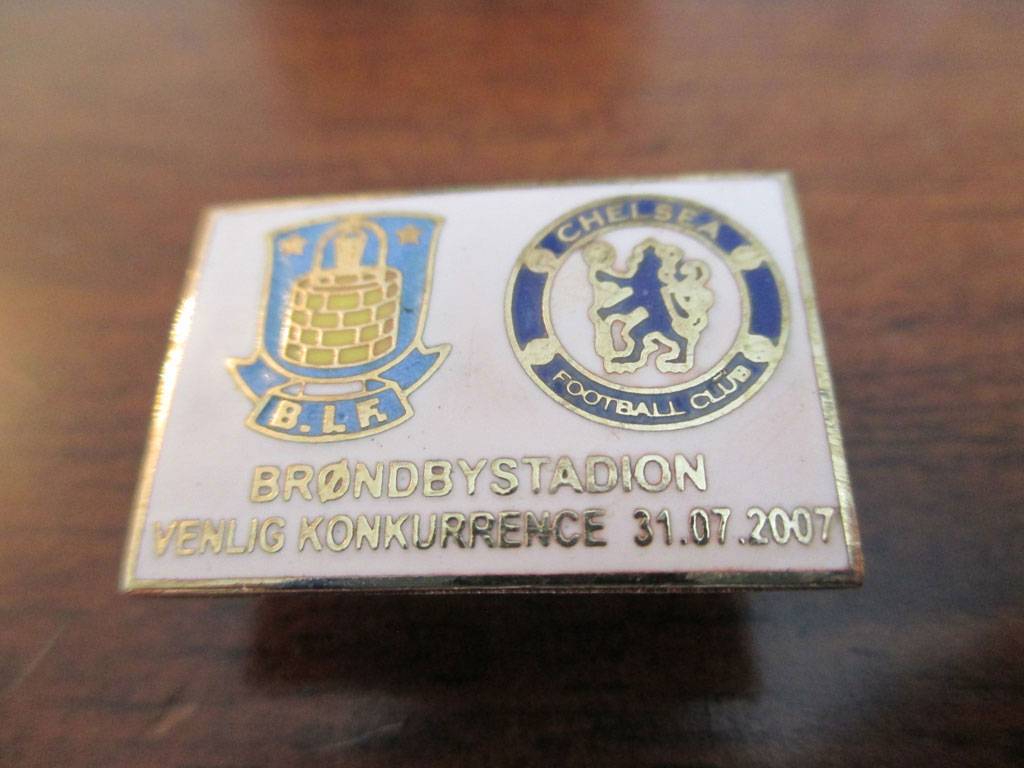 CHELSEA
FOOTBALL CLUB
B.I.F.
BRØNDBYSTADION
VENLIG KONKURRENCE 31.07.2007